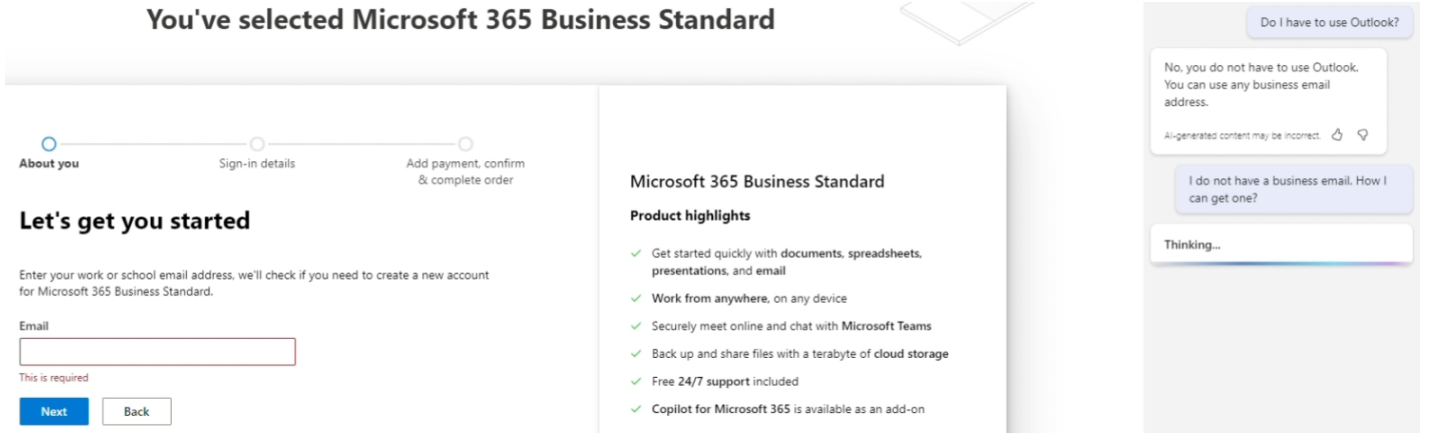 You've selected Microsoft 365 Business Standard
About you
Sign-in details
Add payment, confirm
& complete order
Let's get you started
Enter your work or school email address, we'll check if you need to create a new account
for Microsoft 365 Business Standard.
Email
This is required
Next
Back
Microsoft 365 Business Standard
Product highlights
Get started quickly with documents, spreadsheets,
presentations, and email
Work from anywhere, on any device
Securely meet online and chat with Microsoft Teams
Back up and share files with a terabyte of cloud storage
Free 24/7 support included
Copilot for Microsoft 365 is available as an add-on
Do I have to use Outlook?
No, you do not have to use Outlook.
You can use any business email
address.
AI-generated content may be incorrect.
I do not have a business email. How I
can get one?
Thinking...